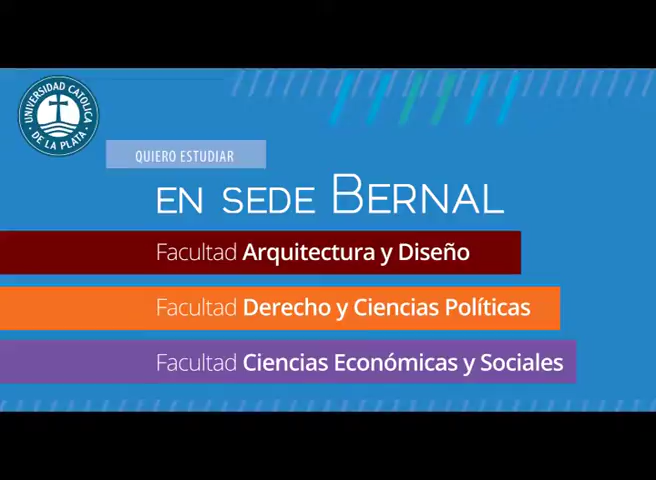 UNIVERSIDAD CATOLICA
DE LA PLATA
QUIERO ESTUDIAR
EN SEDE BERNAL
Facultad Arquitectura y Diseño
Facultad Derecho y Ciencias Políticas
Facultad Ciencias Económicas y Sociales